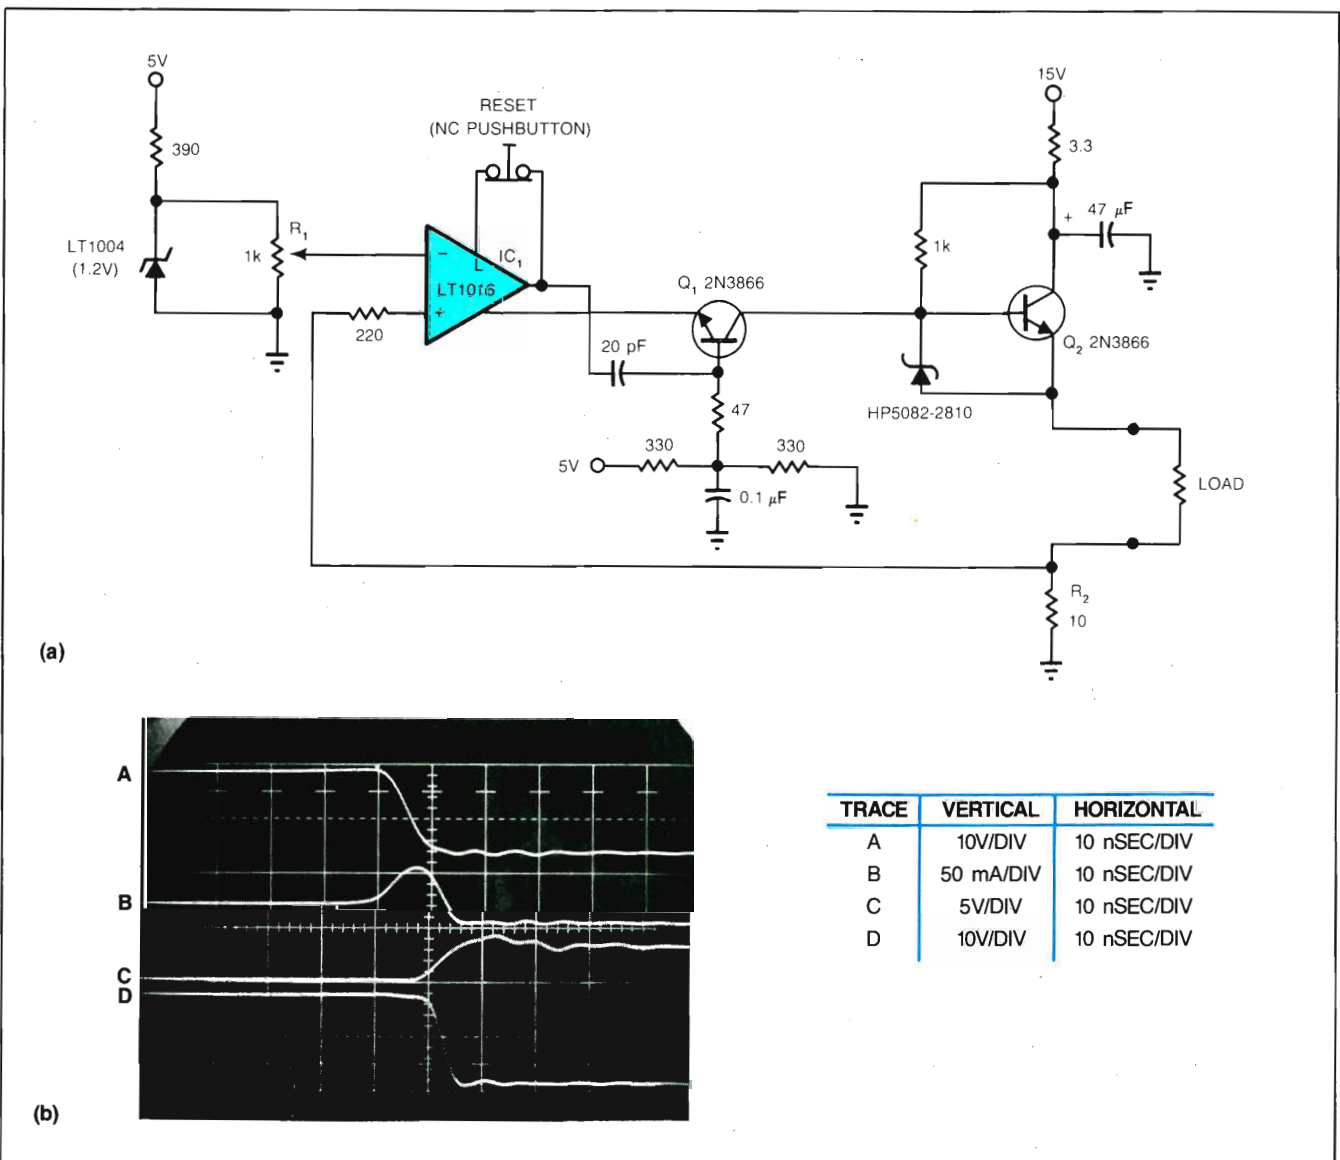 5V
390
LT1004
(1.2V)
1k
R1
RESET
(NC PUSHBUTTON)
−
L
IC1
LT1016
+
220
20 pF
Q1 2N3866
47
5V
330
330
0.1 μF
15V
3.3
+
47 μF
1k
Q2 2N3866
HP5082-2810
LOAD
R2
10
(a)
A
B
C
D
(b)
TRACE VERTICAL HORIZONTAL
A 10V/DIV 10 nSEC/DIV
B 50 mA/DIV 10 nSEC/DIV
C 5V/DIV 10 nSEC/DIV
D 10V/DIV 10 nSEC/DIV